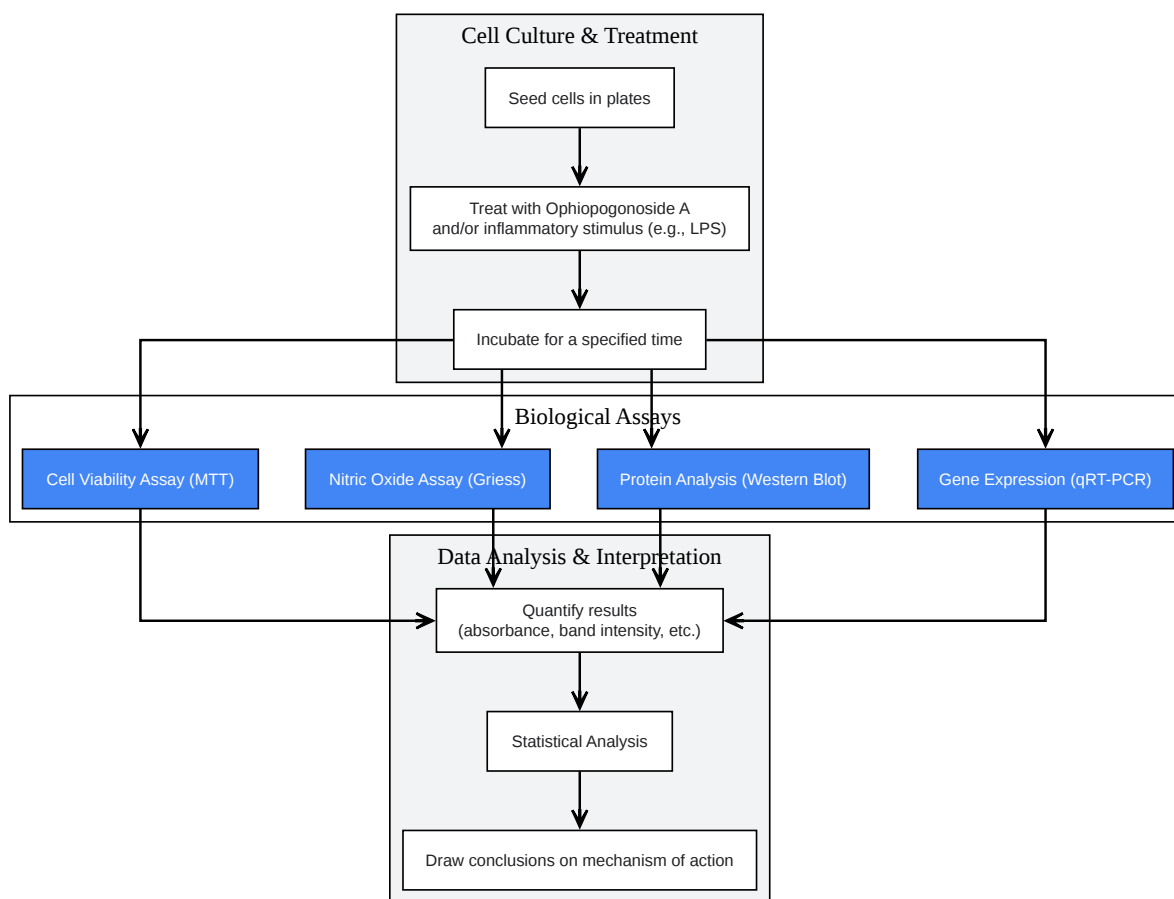 Cell Culture & Treatment
Seed cells in plates
Treat with Ophiopogonoside A
and/or inflammatory stimulus (e.g., LPS)
Incubate for a specified time
Biological Assays
Cell Viability Assay (MTT)
Nitric Oxide Assay (Griess)
Protein Analysis (Western Blot)
Gene Expression (qRT-PCR)
Data Analysis & Interpretation
Quantify results
(absorbance, band intensity, etc.)
Statistical Analysis
Draw conclusions on mechanism of action